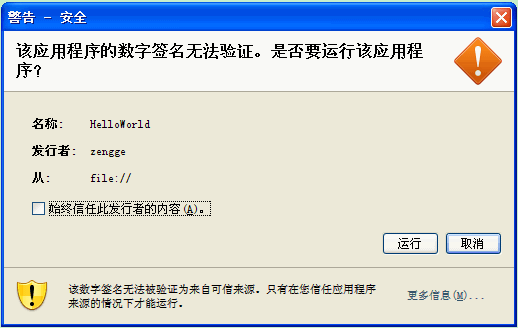 警告 - 安全
该应用程序的数字签名无法验证。是否要运行该应用程
序?
名称: HelloWorld
发行者: zengge
从: file://
始终信任此发行者的内容(A)。
运行 取消
该数字签名无法被验证为来自可信来源。只有在您信任应用程序
来源的情况下才能运行。
更多信息(M)...